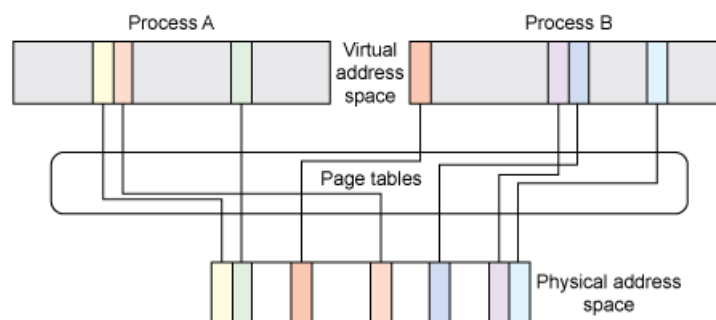 Process A
Process B
Virtual
address
space
Page tables
Physical address
space